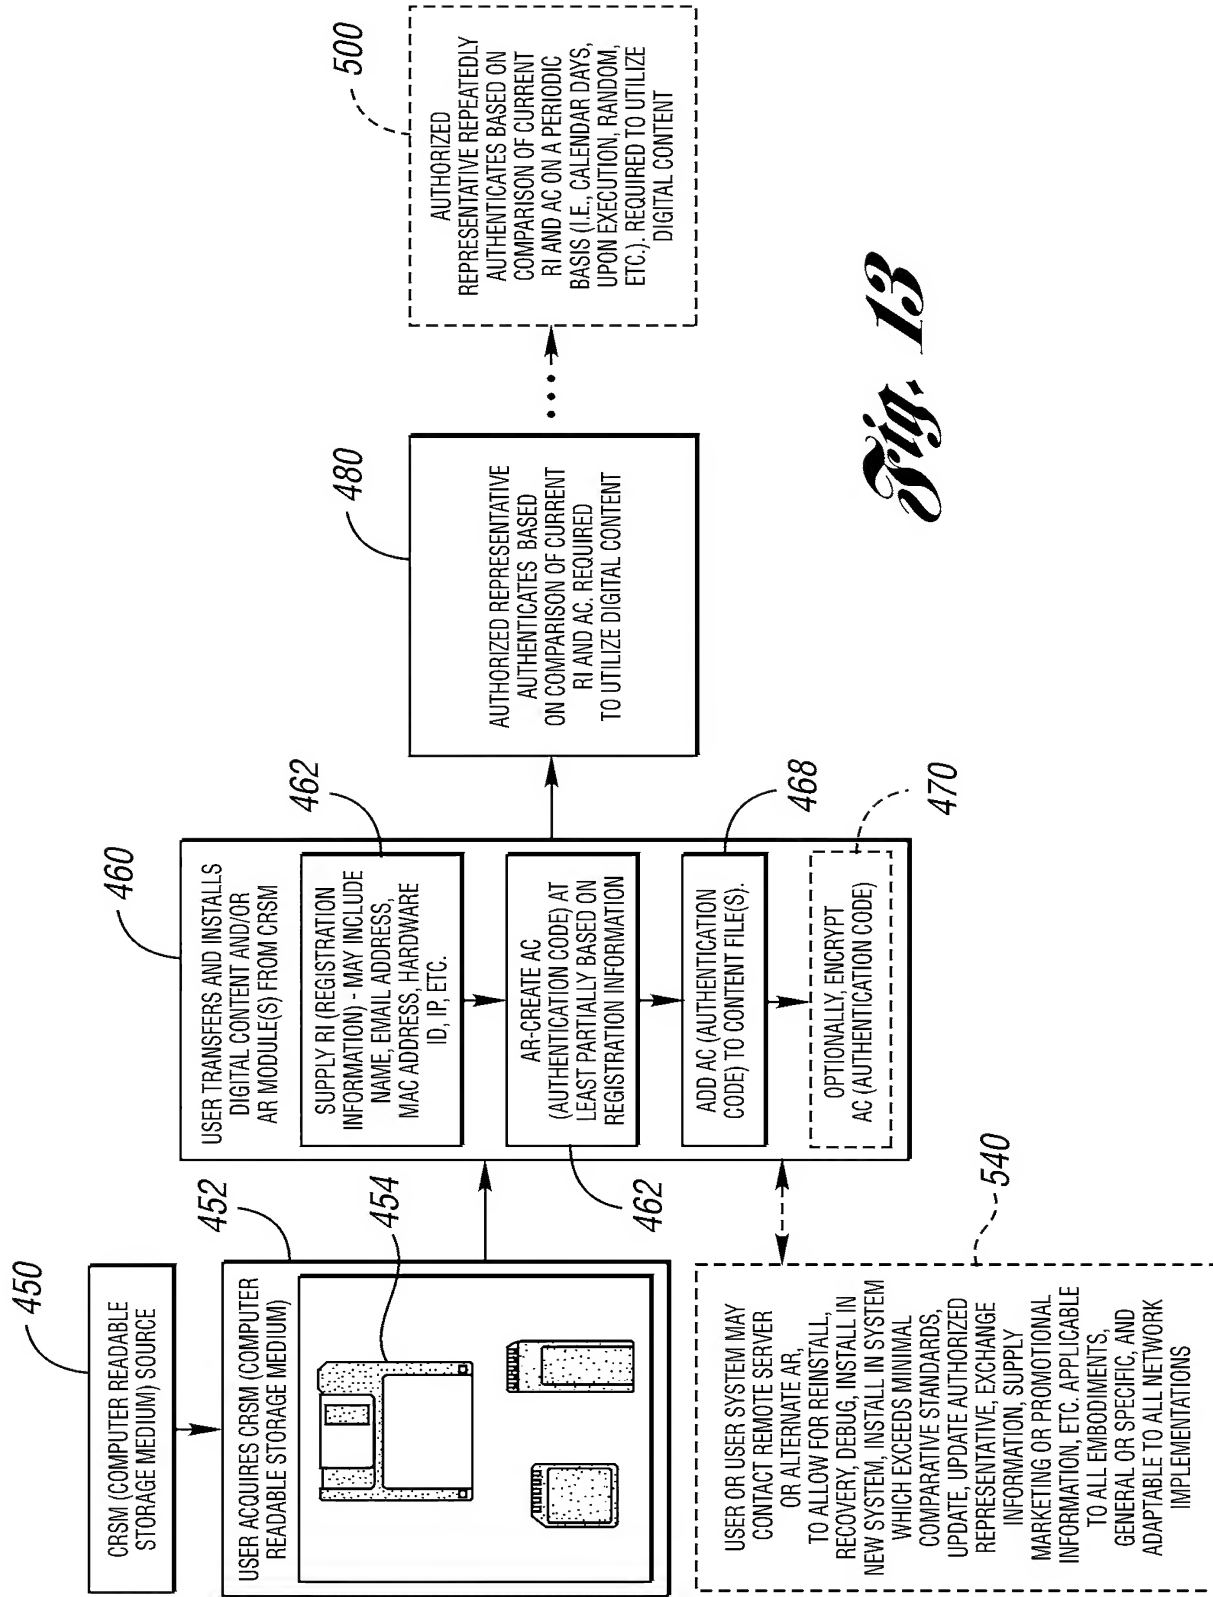 450
CRSM (COMPUTER READABLE
STORAGE MEDIUM) SOURCE
452
USER ACQUIRES CRSM (COMPUTER
READABLE STORAGE MEDIUM)
454
460
USER TRANSFERS AND INSTALLS
DIGITAL CONTENT AND/OR
AR MODULE(S) FROM CRSM
462
SUPPLY RI (REGISTRATION
INFORMATION) - MAY INCLUDE
NAME, EMAIL ADDRESS,
MAC ADDRESS, HARDWARE
ID, IP, ETC.
AR-CREATE AC
(AUTHENTICATION CODE) AT
LEAST PARTIALLY BASED ON
REGISTRATION INFORMATION
462
468
ADD AC (AUTHENTICATION
CODE) TO CONTENT FILE(S).
470
OPTIONALLY, ENCRYPT
AC (AUTHENTICATION CODE)
540
USER OR USER SYSTEM MAY
CONTACT REMOTE SERVER
OR ALTERNATE AR,
TO ALLOW FOR REINSTALL,
RECOVERY, DEBUG, INSTALL IN
NEW SYSTEM, INSTALL IN SYSTEM
WHICH EXCEEDS MINIMAL
COMPARATIVE STANDARDS,
UPDATE, UPDATE AUTHORIZED
REPRESENTATIVE, EXCHANGE
INFORMATION, SUPPLY
MARKETING OR PROMOTIONAL
INFORMATION, ETC. APPLICABLE
TO ALL EMBODIMENTS,
GENERAL OR SPECIFIC, AND
ADAPTABLE TO ALL NETWORK
IMPLEMENTATIONS
480
AUTHORIZED REPRESENTATIVE
AUTHENTICATES BASED
ON COMPARISON OF CURRENT
RI AND AC. REQUIRED
TO UTILIZE DIGITAL CONTENT
500
AUTHORIZED
REPRESENTATIVE REPEATEDLY
AUTHENTICATES BASED ON
COMPARISON OF CURRENT
RI AND AC ON A PERIODIC
BASIS (I.E., CALENDAR DAYS,
UPON EXECUTION, RANDOM,
ETC.). REQUIRED TO UTILIZE
DIGITAL CONTENT
Fig. 13